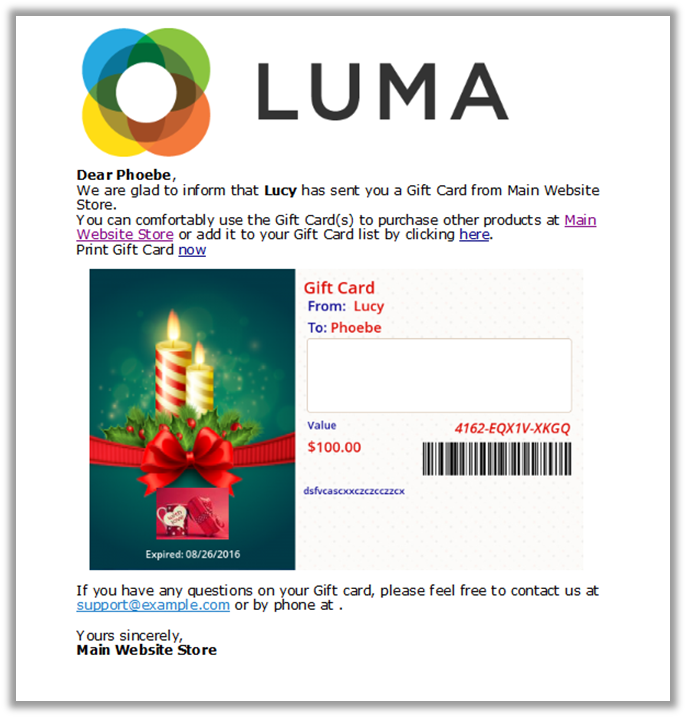 LUMA
Dear Phoebe,
We are glad to inform that Lucy has sent you a Gift Card from Main Website
Store.
You can comfortably use the Gift Card(s) to purchase other products at Main
Website Store or add it to your Gift Card list by clicking here.
Print Gift Card now
Gift Card
From: Lucy
To: Phoebe
Value
4162-EQX1V-XKGQ
$100.00
dsfvcascxxczczcczzcx
Expired: 08/26/2016
If you have any questions on your Gift card, please feel free to contact us at
support@example.com or by phone at .
Yours sincerely,
Main Website Store